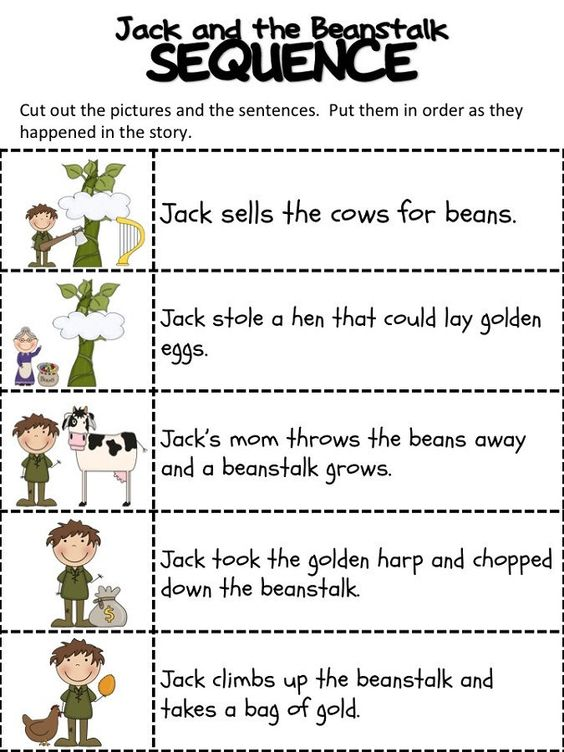 Jack and the Beanstalk
SEQUENCE
Cut out the pictures and the sentences.  Put them in order as they
happened in the story.
Jack sells the cows for beans.
Jack stole a hen that could lay golden
eggs.
Jack's mom throws the beans away
and a beanstalk grows.
Jack took the golden harp and chopped
down the beanstalk.
$
Jack climbs up the beanstalk and
takes a bag of gold.